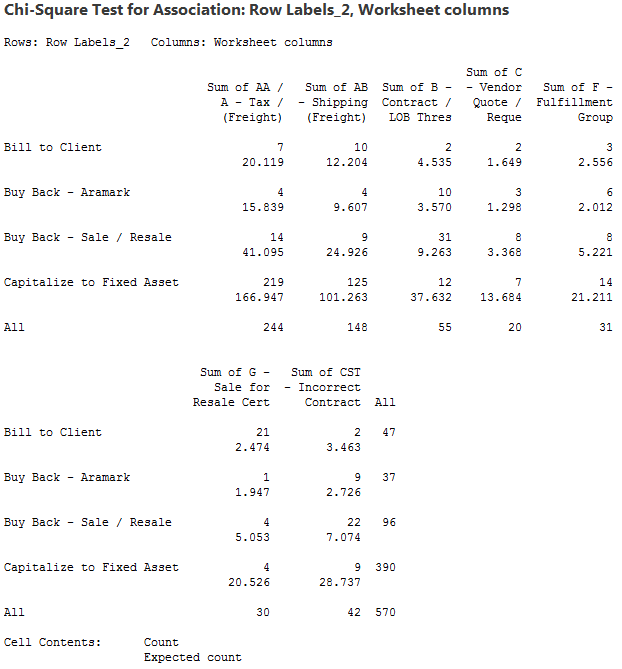 Chi-Square Test for Association: Row Labels_2, Worksheet columns
Rows: Row Labels_2 Columns: Worksheet columns
Sum of C
Sum of AA / Sum of AB Sum of B - - Vendor Sum of F -
A - Tax / - Shipping Contract / Quote / Fulfillment
(Freight) (Freight) LOB Thres Reque Group
Bill to Client 7 10 2 2 3
20.119 12.204 4.535 1.649 2.556
Buy Back - Aramark 4 4 10 3 6
15.839 9.607 3.570 1.298 2.012
Buy Back - Sale / Resale 14 9 31 8 8
41.095 24.926 9.263 3.368 5.221
Capitalize to Fixed Asset 219 125 12 7 14
166.947 101.263 37.632 13.684 21.211
All 244 148 55 20 31
Sum of G - Sum of CST
Sale for - Incorrect
Resale Cert Contract All
Bill to Client 21 2 47
2.474 3.463
Buy Back - Aramark 1 9 37
1.947 2.726
Buy Back - Sale / Resale 4 22 96
5.053 7.074
Capitalize to Fixed Asset 4 9 390
20.526 28.737
All 30 42 570
Cell Contents: Count
Expected count